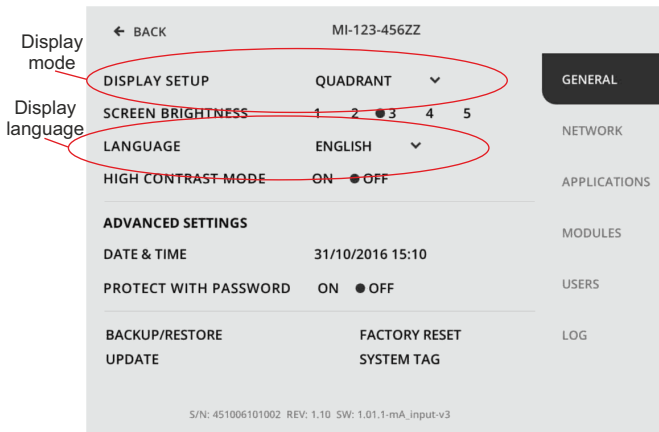 ← BACK MI-123-456ZZ
Display
mode
DISPLAY SETUP QUADRANT
GENERAL
Display
language
SCREEN BRIGHTNESS 1 2 3 4 5
NETWORK
LANGUAGE ENGLISH
HIGH CONTRAST MODE ON OFF
APPLICATIONS
ADVANCED SETTINGS
MODULES
DATE & TIME 31/10/2016 15:10
PROTECT WITH PASSWORD ON OFF
USERS
BACKUP/RESTORE FACTORY RESET
LOG
UPDATE SYSTEM TAG
S/N: 451006101002 REV: 1.10 SW: 1.01.1-mA_input-v3